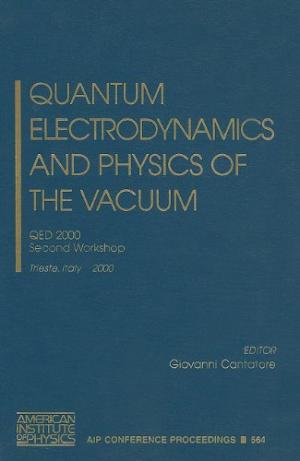 QUANTUM
ELECTRODYNAMICS
AND PHYSICS OF
THE VACUUM
QED 2000
Second Workshop
Trieste, Italy 2000
EDITOR
Giovanni Cantatore
AMERICAN
INSTITUTE
OF PHYSICS
AIP CONFERENCE PROCEEDINGS ■ 564